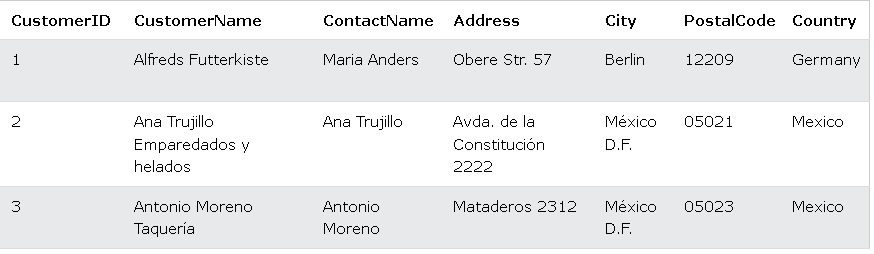 CustomerID CustomerName ContactName Address City PostalCode Country
1 Alfreds Futterkiste Maria Anders Obere Str. 57 Berlin 12209 Germany
2 Ana Trujillo Ana Trujillo Avda. de la México 05021 Mexico
Emparedados y Constitución D.F.
helados 2222
3 Antonio Moreno Antonio Mataderos 2312 México 05023 Mexico
Taquería Moreno D.F.